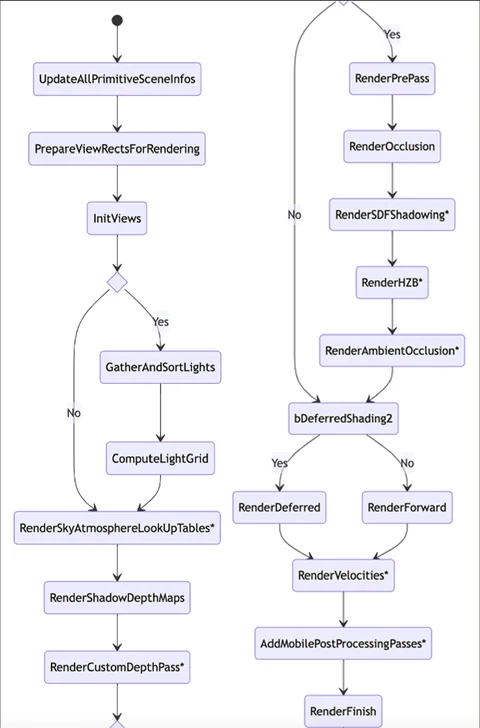 UpdateAllPrimitiveSceneInfos
PrepareViewRectsForRendering
InitViews
Yes
GatherAndSortLights
No
ComputeLightGrid
RenderSkyAtmosphereLookUpTables*
RenderShadowDepthMaps
RenderCustomDepthPass*
Yes
RenderPrePass
RenderOcclusion
No
RenderSDFShadowing*
RenderHZB*
RenderAmbientOcclusion*
bDeferredShading2
Yes
No
RenderDeferred
RenderForward
RenderVelocities*
AddMobilePostProcessingPasses*
RenderFinish